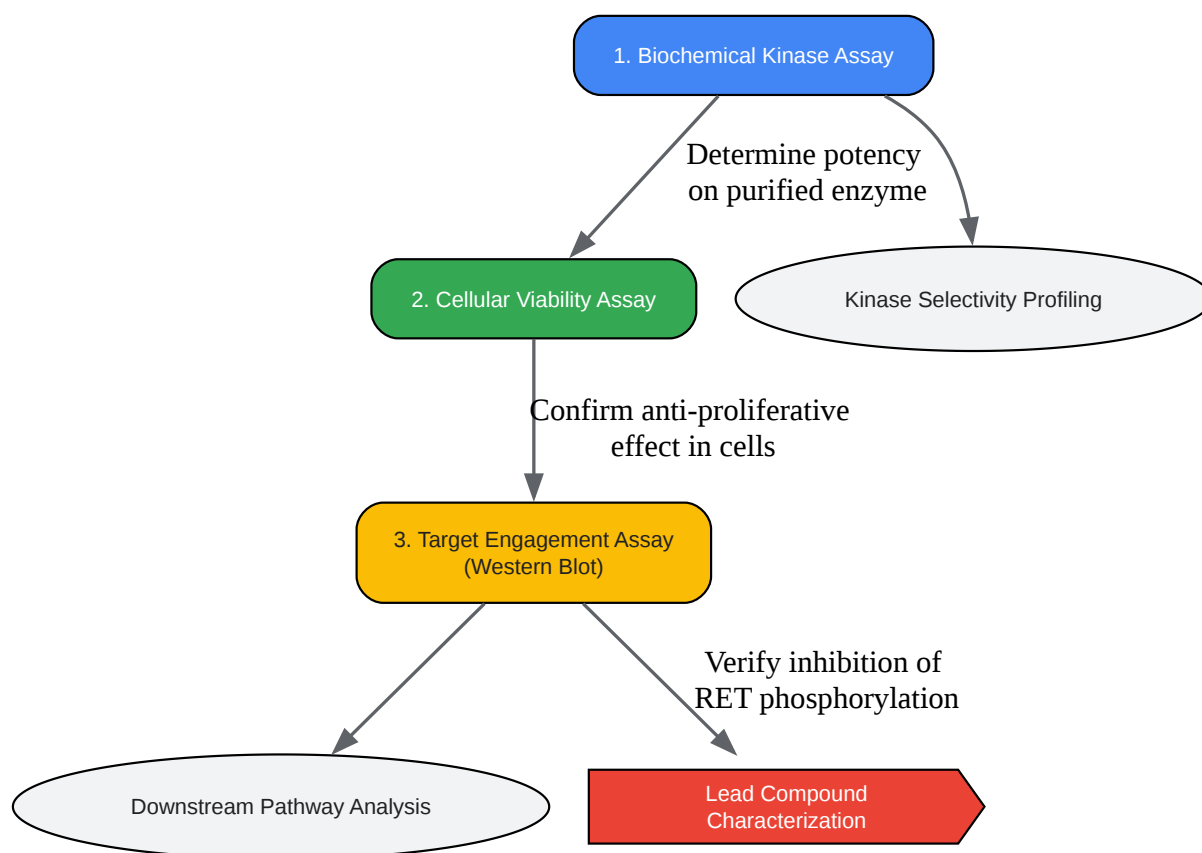 1. Biochemical Kinase Assay
Determine potency
on purified enzyme
2. Cellular Viability Assay
Kinase Selectivity Profiling
Confirm anti-proliferative
effect in cells
3. Target Engagement Assay
(Western Blot)
Verify inhibition of
RET phosphorylation
Downstream Pathway Analysis
Lead Compound
Characterization